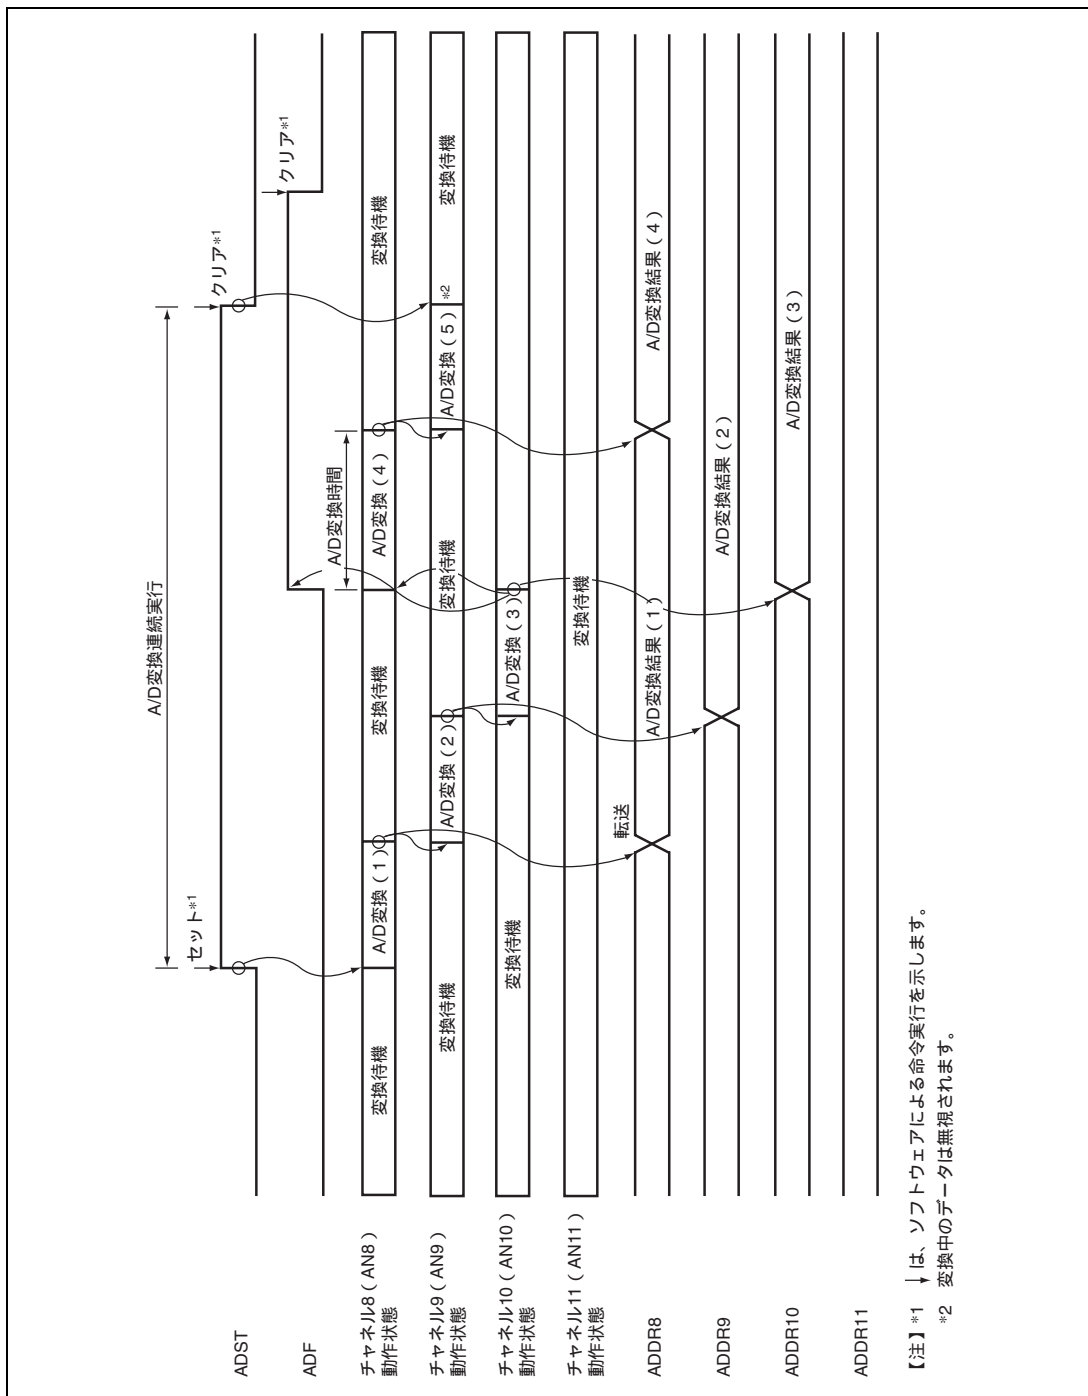 A/D変換連続実行
セット*1
クリア*1
ADST
クリア*1
ADF
A/D変換時間
チャネル8（AN8）
動作状態
変換待機
A/D変換（1）
変換待機
A/D変換（4）
変換待機
チャネル9（AN9）
動作状態
変換待機
A/D変換（2）
変換待機
A/D変換（5）
*2
変換待機
チャネル10（AN10）
動作状態
変換待機
A/D変換（3）
チャネル11（AN11）
動作状態
変換待機
転送
ADDR8
A/D変換結果（1）
A/D変換結果（4）
ADDR9
A/D変換結果（2）
ADDR10
A/D変換結果（3）
ADDR11
【注】*1 ↓は、ソフトウェアによる命令実行を示します。
*2 変換中のデータは無視されます。